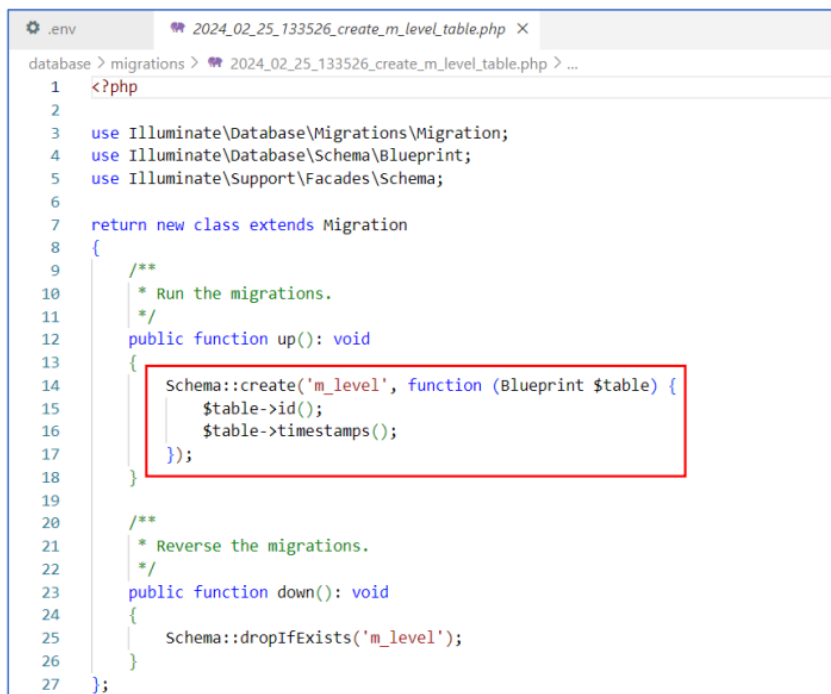 .env 2024_02_25_133526_create_m_level_table.php ×
database > migrations > 2024_02_25_133526_create_m_level_table.php > ...
1 <?php
2
3 use Illuminate\Database\Migrations\Migration;
4 use Illuminate\Database\Schema\Blueprint;
5 use Illuminate\Support\Facades\Schema;
6
7 return new class extends Migration
8 {
9     /**
10      * Run the migrations.
11      */
12     public function up(): void
13     {
14         Schema::create('m_level', function (Blueprint $table) {
15             $table->id();
16             $table->timestamps();
17         });
18     }
19
20     /**
21      * Reverse the migrations.
22      */
23     public function down(): void
24     {
25         Schema::dropIfExists('m_level');
26     }
27 };